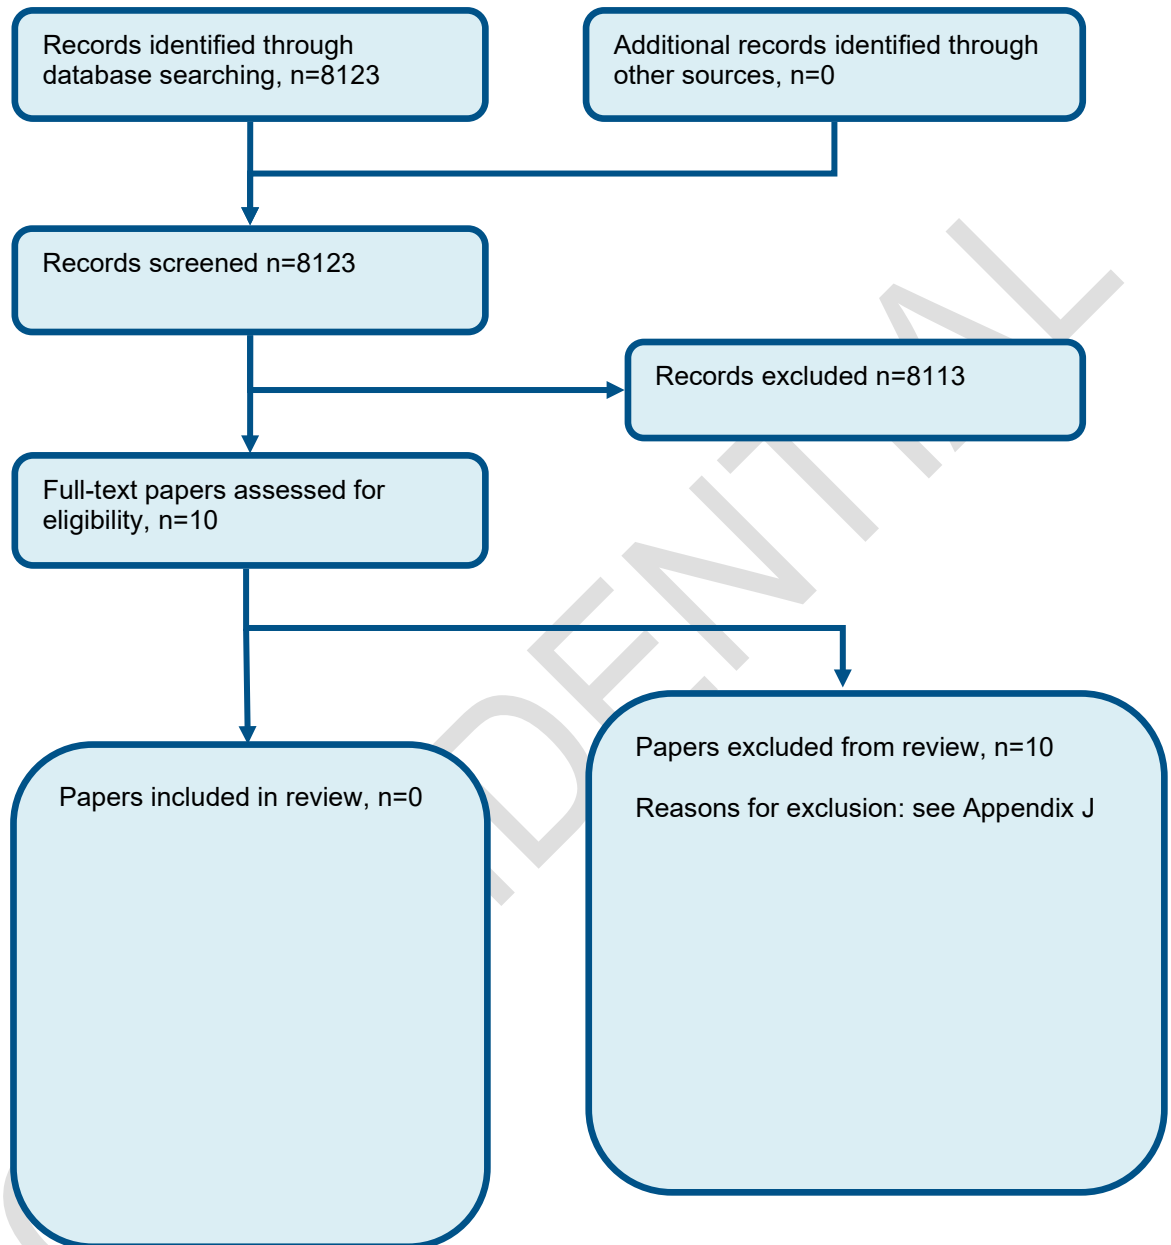 Records identified through
database searching, n=8123
Additional records identified through
other sources, n=0
Records screened n=8123
Records excluded n=8113
Full-text papers assessed for
eligibility, n=10
Papers included in review, n=0
Papers excluded from review, n=10
Reasons for exclusion: see Appendix J